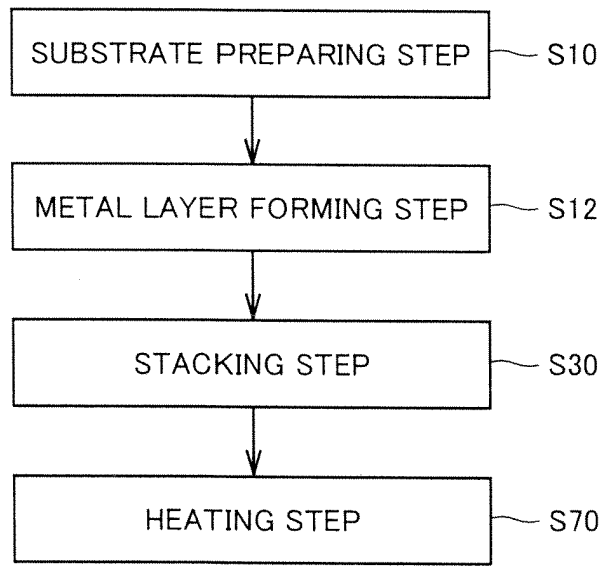 SUBSTRATE PREPARING STEP S10
METAL LAYER FORMING STEP S12
STACKING STEP S30
HEATING STEP S70